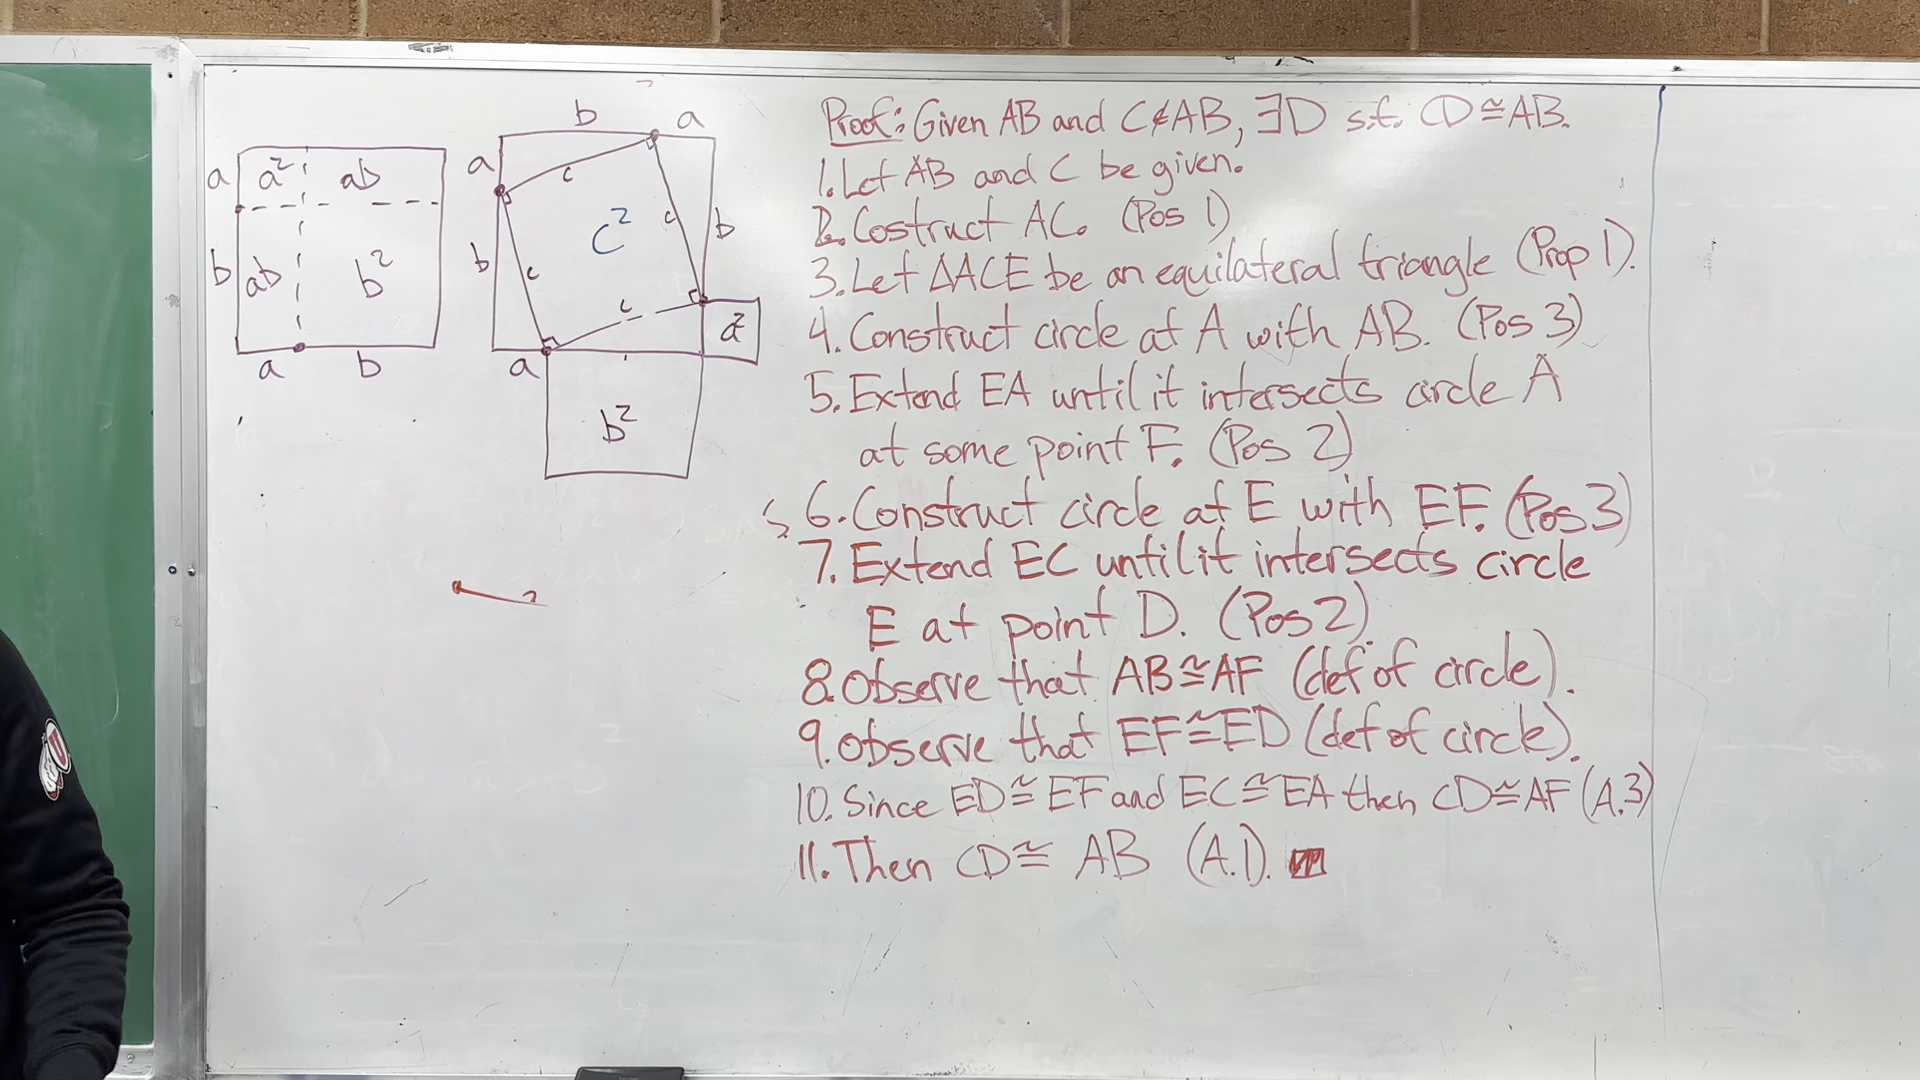 b
a
a
a²
ab
a
c
c
C²
b
b
ab
b²
b
c
c
a²
a
b
a
b²
Proof: Given AB and C∉AB, ∃D s.t. CD≅AB.
1. Let AB and C be given.
2. Costruct AC. (Pos 1)
3. Let △ACE be an equilateral triangle (Prop 1).
4. Construct circle at A with AB. (Pos 3)
5. Extend EA until it intersects circle A
at some point F. (Pos 2)
6. Construct circle at E with EF. (Pos 3)
7. Extend EC until it intersects circle
E at point D. (Pos 2)
8. Observe that AB≅AF (def of circle).
9. Observe that EF≅ED (def of circle).
10. Since ED≅EF and EC≅EA then CD≅AF (A.3)
11. Then CD≅AB (A.1).
U